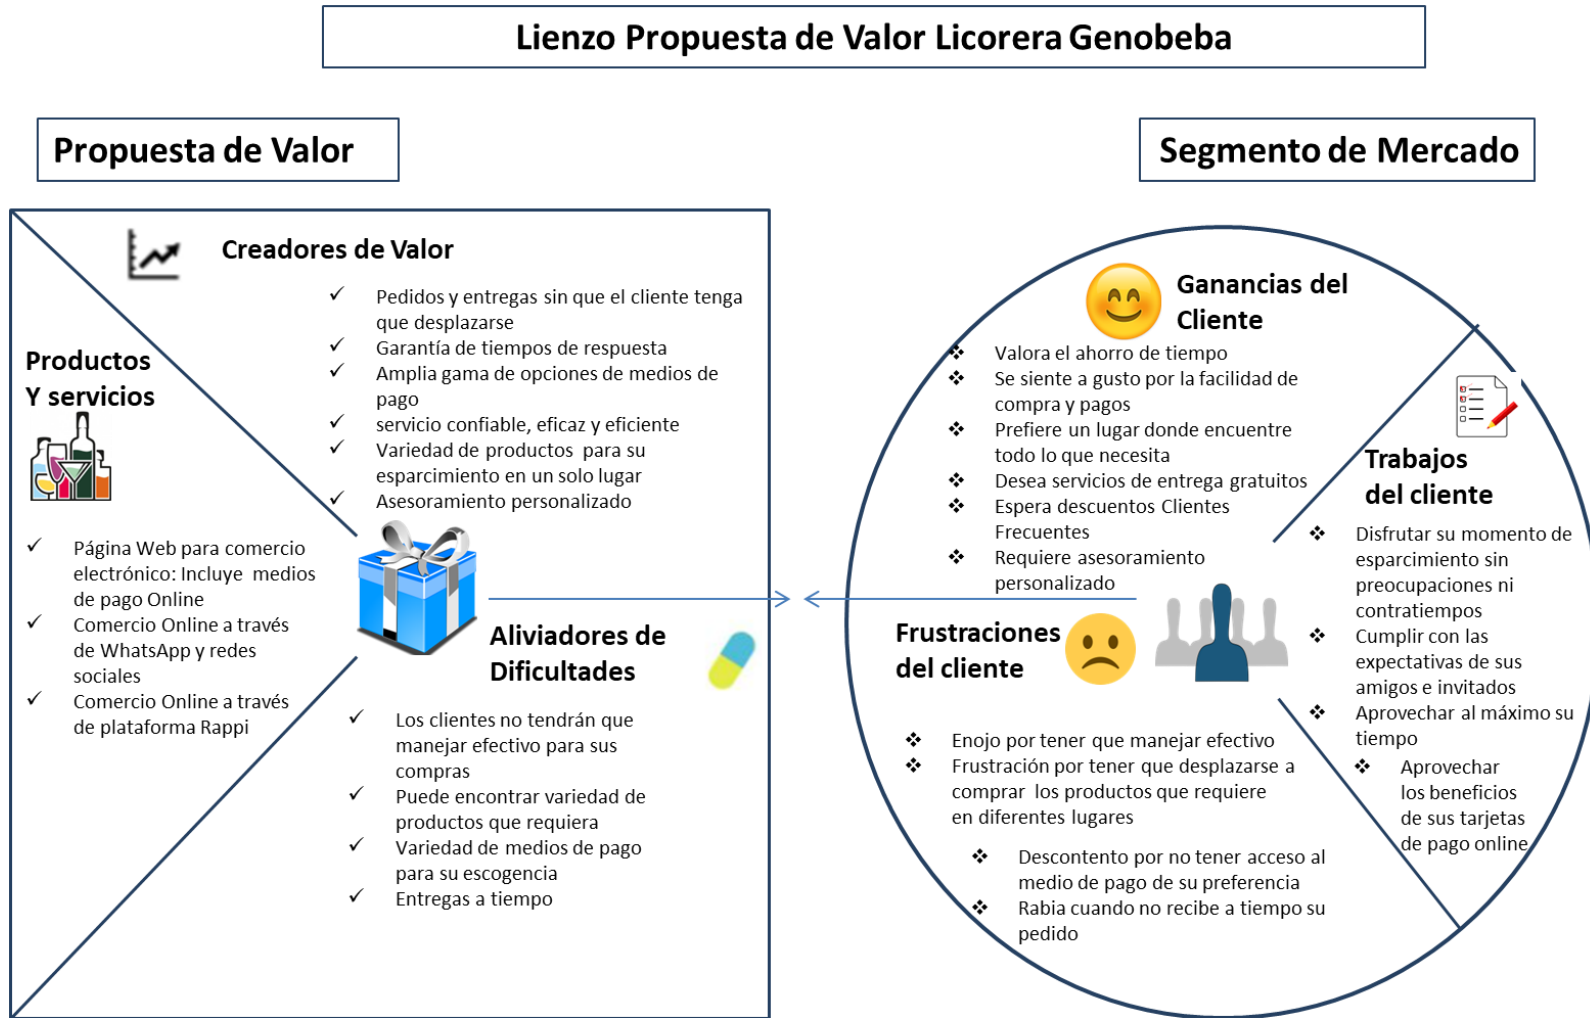 Lienzo Propuesta de Valor Licorera Genobeba
Propuesta de Valor
Segmento de Mercado
Creadores de Valor
✓ Pedidos y entregas sin que el cliente tenga
que desplazarse
✓ Garantía de tiempos de respuesta
✓ Amplia gama de opciones de medios de
pago
✓ servicio confiable, eficaz y eficiente
✓ Variedad de productos para su
esparcimiento en un solo lugar
✓ Asesoramiento personalizado
Productos
Y servicios
✓ Página Web para comercio
electrónico: Incluye medios
de pago Online
✓ Comercio Online a través
de WhatsApp y redes
sociales
✓ Comercio Online a través
de plataforma Rappi
Aliviadores de
Dificultades
✓ Los clientes no tendrán que
manejar efectivo para sus
compras
✓ Puede encontrar variedad de
productos que requiera
✓ Variedad de medios de pago
para su escogencia
✓ Entregas a tiempo
Ganancias del
Cliente
❖ Valora el ahorro de tiempo
❖ Se siente a gusto por la facilidad de
compra y pagos
❖ Prefiere un lugar donde encuentre
todo lo que necesita
❖ Desea servicios de entrega gratuitos
❖ Espera descuentos Clientes
Frecuentes
❖ Requiere asesoramiento
personalizado
Frustraciones
del cliente
❖ Enojo por tener que manejar efectivo
❖ Frustración por tener que desplazarse a
comprar los productos que requiere
en diferentes lugares
❖ Descontento por no tener acceso al
medio de pago de su preferencia
❖ Rabia cuando no recibe a tiempo su
pedido
Trabajos
del cliente
❖ Disfrutar su momento de
esparcimiento sin
preocupaciones ni
contratiempos
❖ Cumplir con las
expectativas de sus
amigos e invitados
❖ Aprovechar al máximo su
tiempo
❖ Aprovechar
los beneficios
de sus tarjetas
de pago online